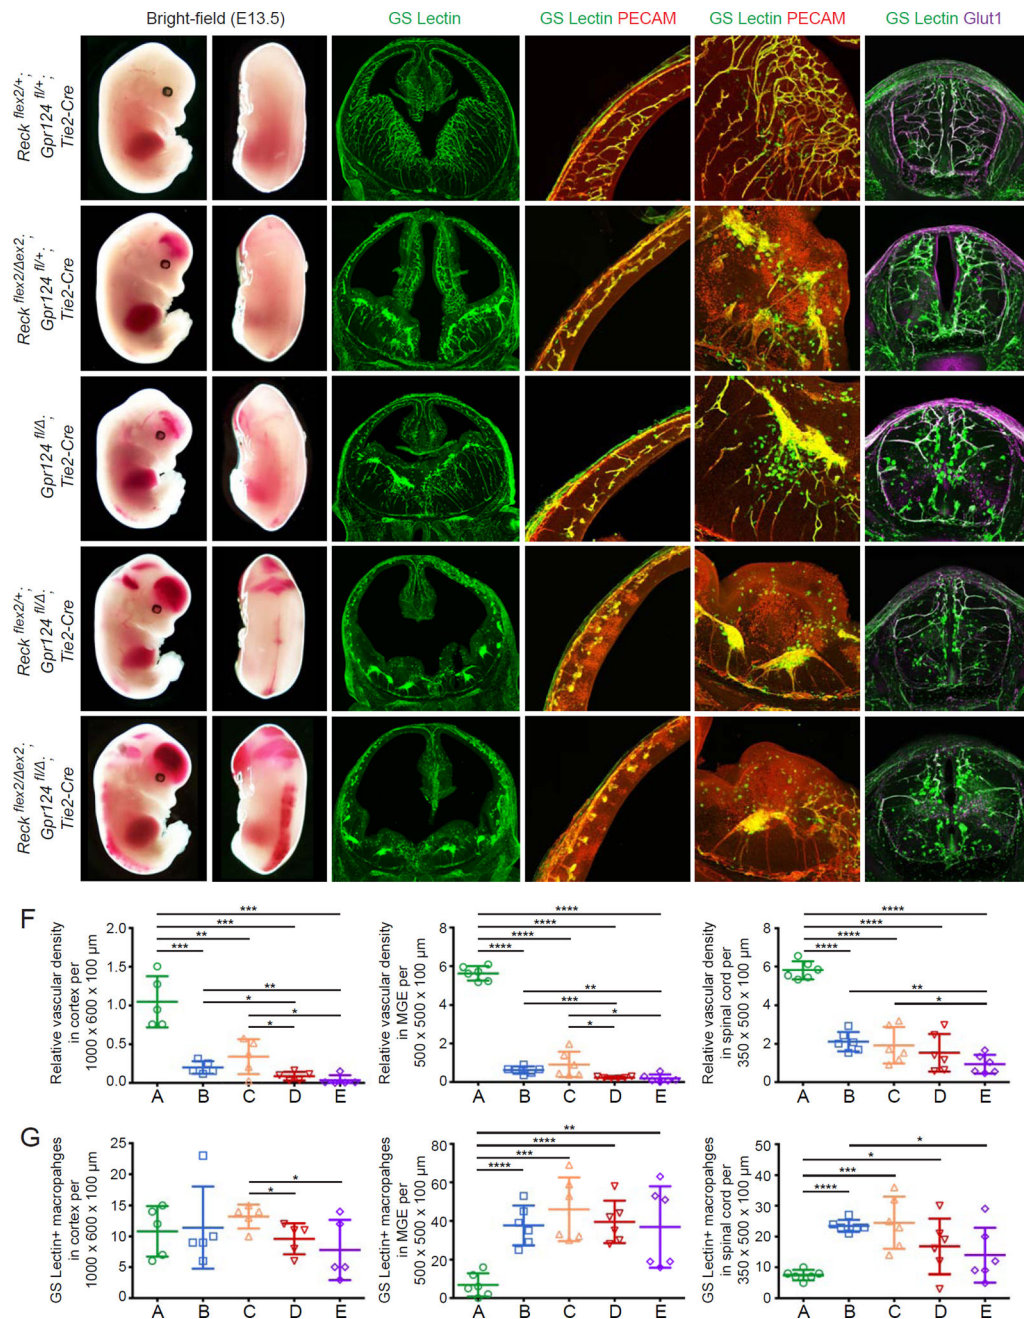 Bright-field (E13.5) GS Lectin GS Lectin PECAM GS Lectin PECAM GS Lectin Glut1
Reck flex2/+;
Gpr124 fl/+;
Tie2-Cre
Reck flex2/Δex2;
Gpr124 fl/+;
Tie2-Cre
Gpr124 fl/Δ;
Tie2-Cre
Reck flex2/+;
Gpr124 fl/Δ;
Tie2-Cre
Reck flex2/Δex2;
Gpr124 fl/Δ;
Tie2-Cre
F
Relative vascular density
in cortex per
1000 x 600 x 100 µm
2.0
1.5
1.0
0.5
0.0
***
***
**
***
**
*
*
*
A B C D E
Relative vascular density
in MGE per
500 x 500 x 100 µm
8
6
4
2
0
****
****
****
****
**
***
*
*
A B C D E
Relative vascular density
in spinal cord per
350 x 500 x 100 µm
8
6
4
2
0
****
****
****
****
**
*
A B C D E
G
GS Lectin+ macropahges
in cortex per
1000 x 600 x 100 µm
25
20
15
10
5
0
*
*
A B C D E
GS Lectin+ macrophages
in MGE per
500 x 500 x 100 µm
80
60
40
20
0
**
****
***
****
A B C D E
GS Lectin+ macrophages
in spinal cord per
350 x 500 x 100 µm
50
40
30
20
10
0
*
*
***
****
A B C D E